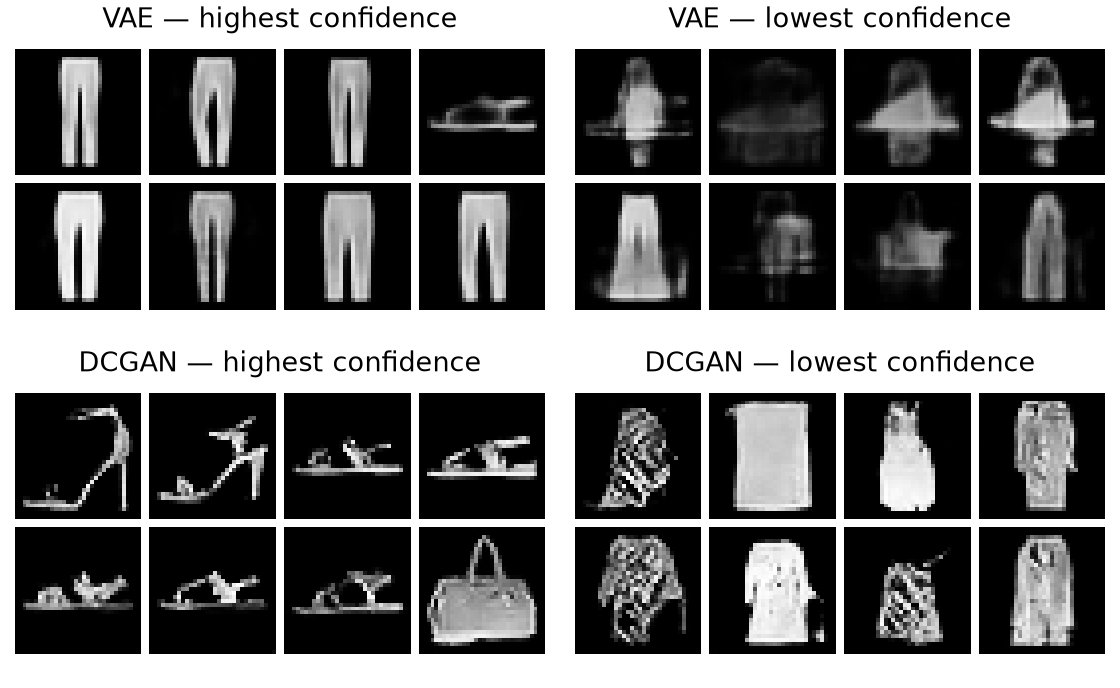 VAE — highest confidence
VAE — lowest confidence
DCGAN — highest confidence
DCGAN — lowest confidence